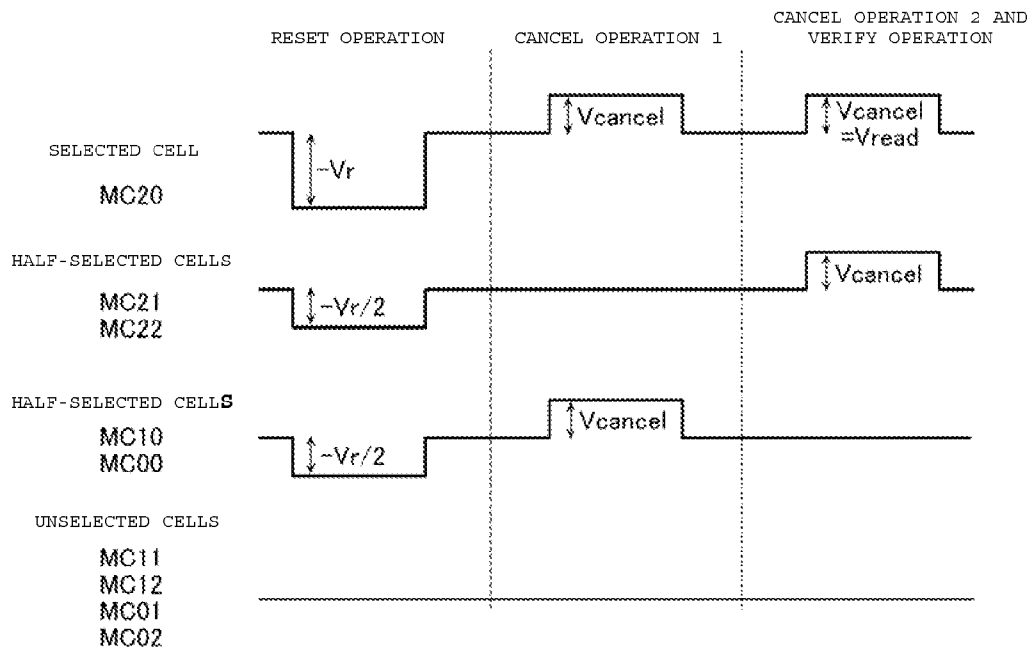 CANCEL OPERATION 2 AND
RESET OPERATION
CANCEL OPERATION 1
VERIFY OPERATION
Vcancel
Vcancel
=Vread
SELECTED CELL
-Vr
MC20
HALF-SELECTED CELLS
Vcancel
MC21
-Vr/2
MC22
HALF-SELECTED CELLS
Vcancel
MC10
-Vr/2
MC00
UNSELECTED CELLS
MC11
MC12
MC01
MC02